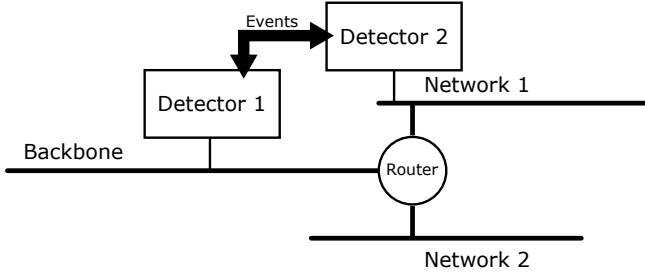 Events
Detector 2
Network 1
Detector 1
Backbone
Router
Network 2